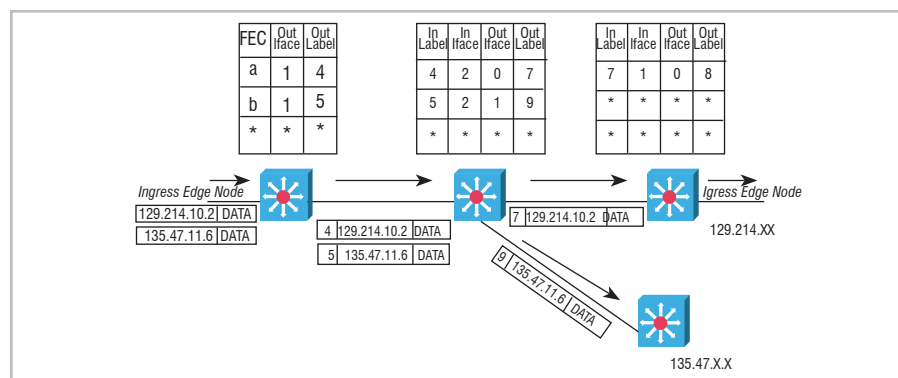 FEC Out Iface Out Label
a 1 4
b 1 5
* * *
In Label In Iface Out Iface Out Label
4 2 0 7
5 2 1 9
* * * *
In Label In Iface Out Iface Out Label
7 1 0 8
* * * *
* * * *
Ingress Edge Node
129.214.10.2 DATA
135.47.11.6 DATA
4 129.214.10.2 DATA
5 135.47.11.6 DATA
7 129.214.10.2 DATA
9 135.47.11.6 DATA
Igress Edge Node
129.214.XX
135.47.X.X